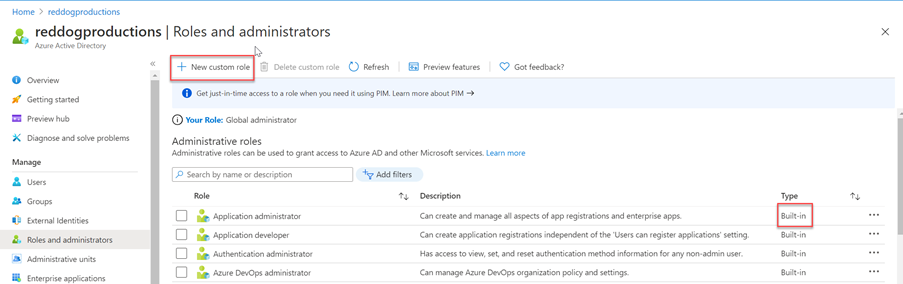 Home > reddogproductions
reddogproductions | Roles and administrators
Azure Active Directory
New custom role Delete custom role Refresh Preview features Got feedback?
Get just-in-time access to a role when you need it using PIM. Learn more about PIM →
Your Role: Global administrator
Administrative roles
Administrative roles can be used to grant access to Azure AD and other Microsoft services. Learn more
Search by name or description Add filters
Role Description Type
Application administrator Can create and manage all aspects of app registrations and enterprise apps. Built-in
Application developer Can create application registrations independent of the 'Users can register applications' setting. Built-in
Authentication administrator Has access to view, set, and reset authentication method information for any non-admin user. Built-in
Azure DevOps administrator Can manage Azure DevOps organization policy and settings. Built-in
Overview
Getting started
Preview hub
Diagnose and solve problems
Manage
Users
Groups
External Identities
Roles and administrators
Administrative units
Enterprise applications